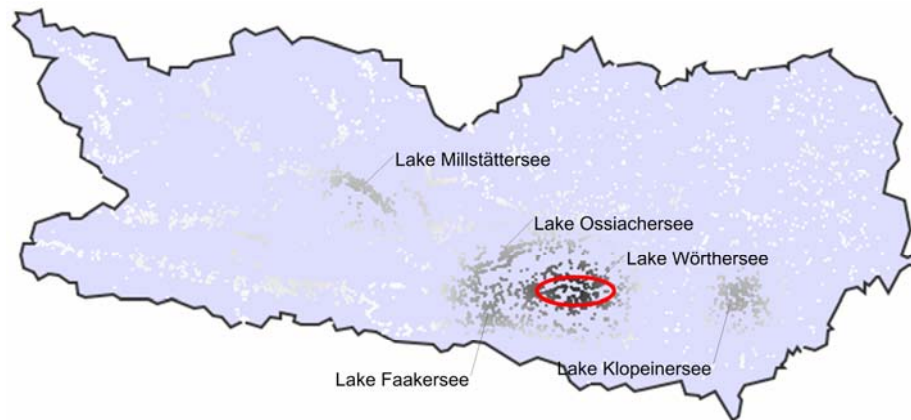 Lake Millstättersee
Lake Ossiachersee
Lake Wörthersee
Lake Klopeinersee
Lake Faakersee